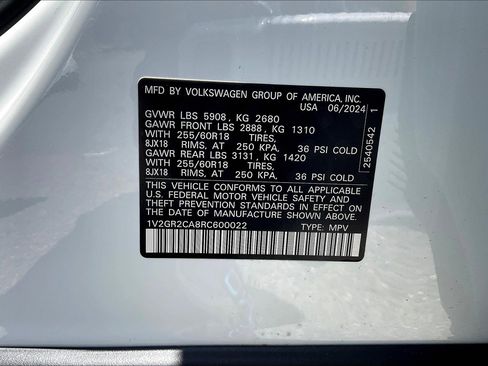 MFD BY VOLKSWAGEN GROUP OF AMERICA, INC.
USA 06/2024
GVWR LBS 5908, KG 2680
GAWR FRONT LBS 2888, KG 1310
WITH 255/60R18 TIRES,
8JX18 RIMS, AT 250 KPA, 36 PSI COLD
GAWR REAR LBS 3131, KG 1420
WITH 255/60R18 TIRES,
8JX18 RIMS, AT 250 KPA, 36 PSI COLD
THIS VEHICLE CONFORMS TO ALL APPLICABLE
U.S. FEDERAL MOTOR VEHICLE SAFETY AND
THEFT PREVENTION STANDARDS IN EFFECT ON
THE DATE OF MANUFACTURE SHOWN ABOVE
1V2GR2CA8RC600022 TYPE: MPV
2540542 1